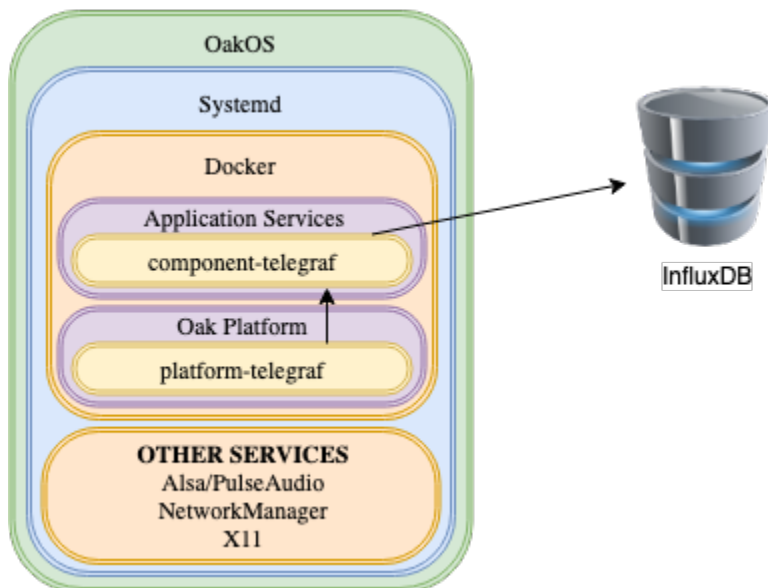 OakOS
Systemd
Docker
Application Services
component-telegraf
Oak Platform
platform-telegraf
OTHER SERVICES
Alsa/PulseAudio
NetworkManager
X11
InfluxDB